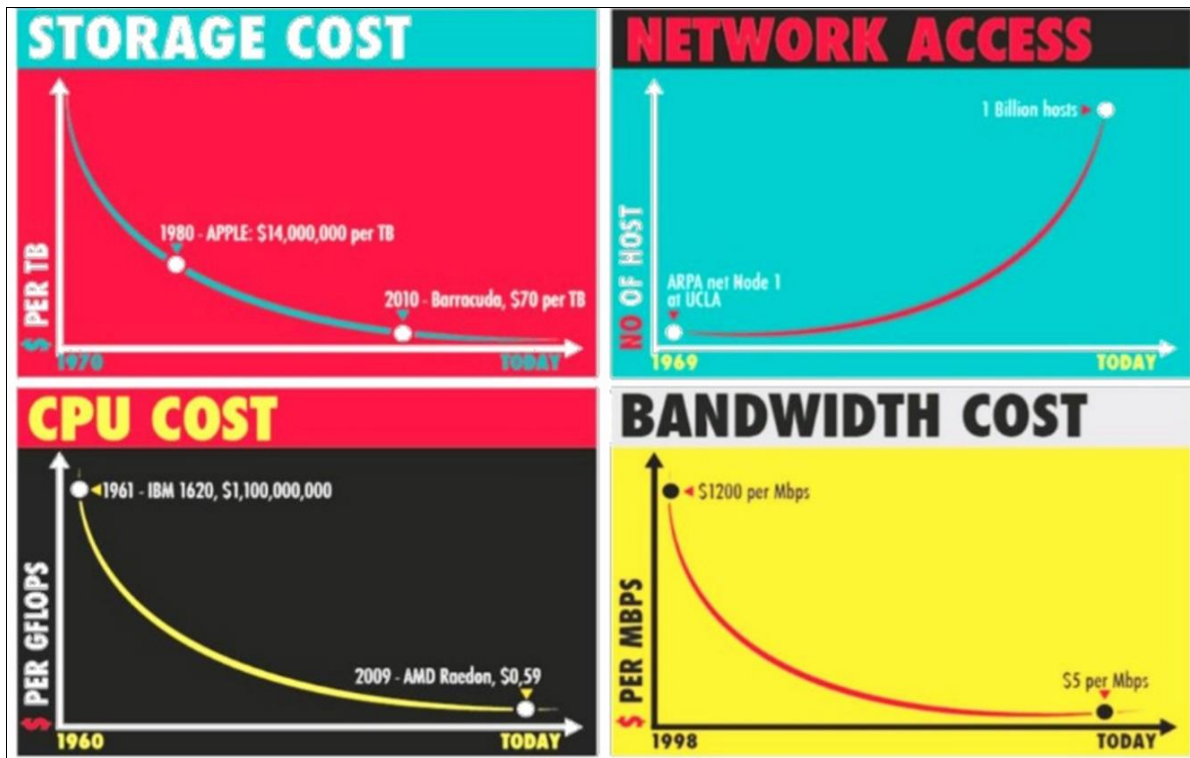 STORAGE COST
$ PER TB
1980 - APPLE: $14,000,000 per TB
2010 - Barracuda, $70 per TB
1970
TODAY
NETWORK ACCESS
NO OF HOST
1 Billion hosts
ARPA net Node 1
at UCLA
1969
TODAY
CPU COST
$ PER GFLOPS
1961 - IBM 1620, $1,100,000,000
2009 - AMD Raedon, $0,59
1960
TODAY
BANDWIDTH COST
$ PER MBPS
$1200 per Mbps
$5 per Mbps
1998
TODAY